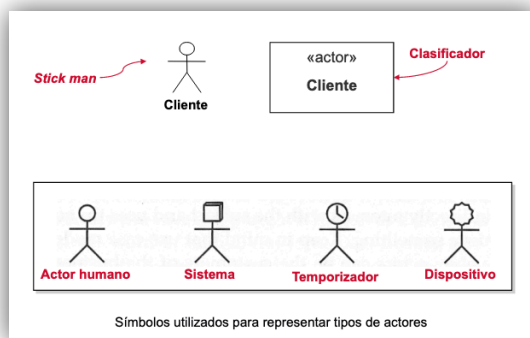 Stick man
Cliente
«actor»
Cliente
Clasificador
Actor humano
Sistema
Temporizador
Dispositivo
Símbolos utilizados para representar tipos de actores